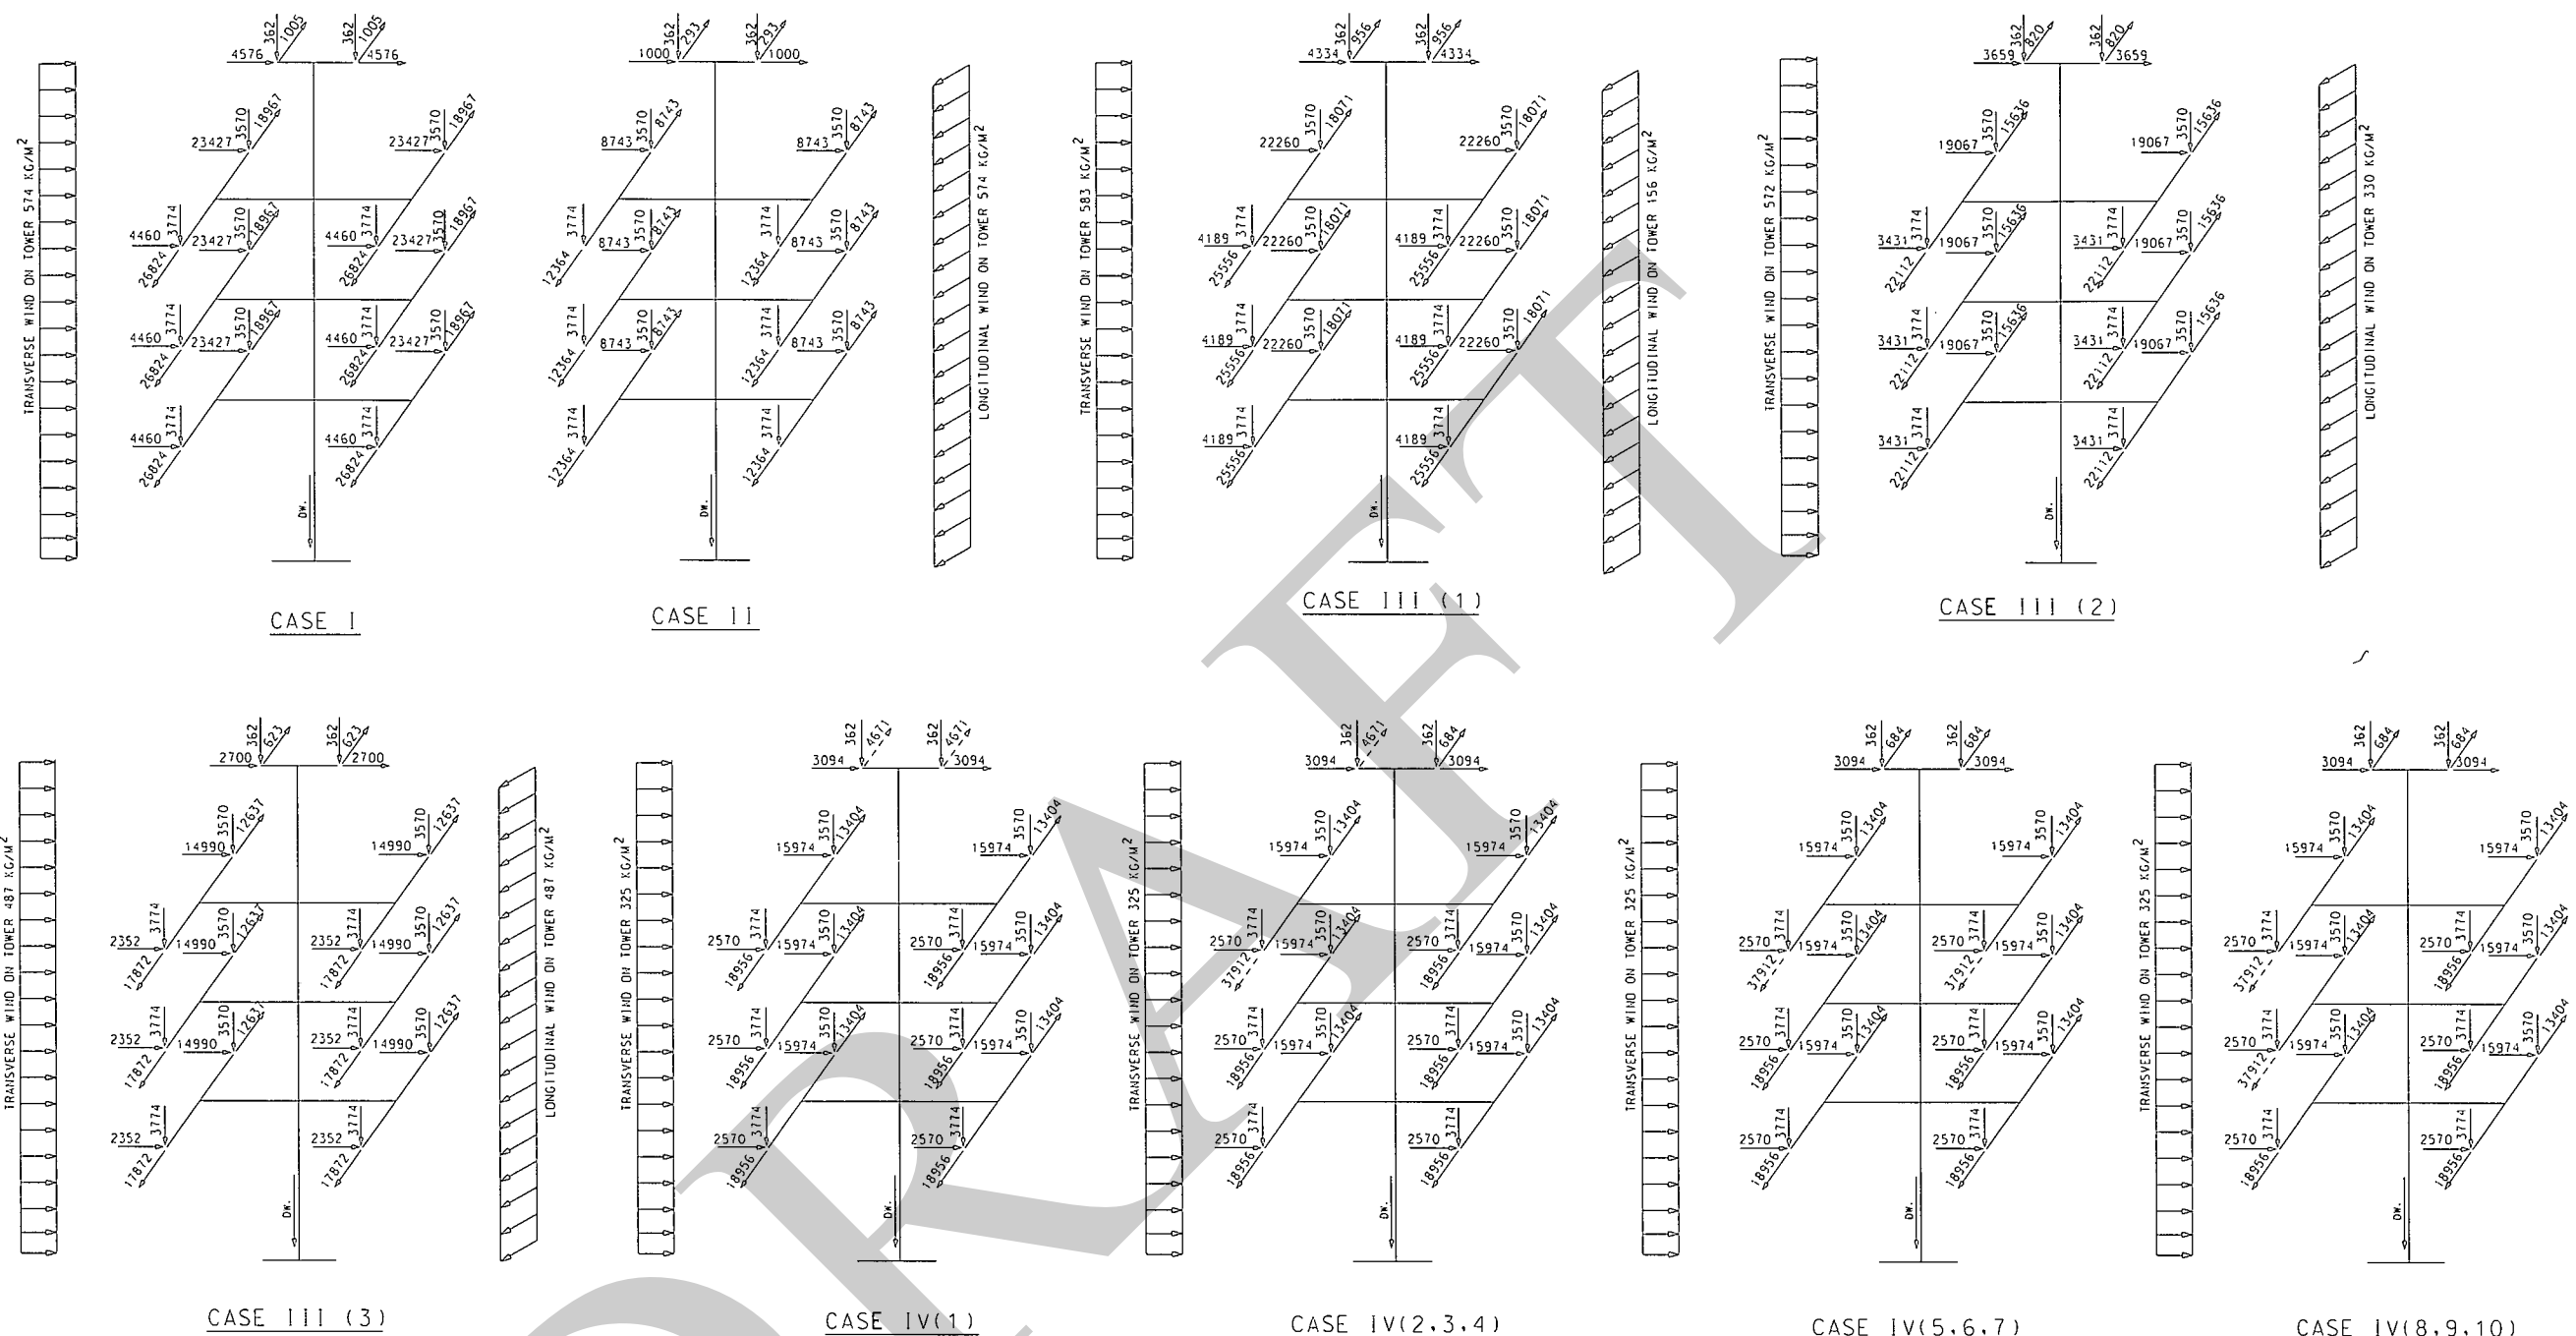 362 1005 362 1005
4576 4576
TRANSVERSE WIND ON TOWER 574 KG/M²
23427 3570 18967 23427 3570 18967
4460 3774 26824 23427 3570 18967 4460 3774 26824 23427 3570 18967
4460 3774 26824 23427 3570 18967 4460 3774 26824 23427 3570 18967
4460 3774 26824 4460 3774 26824
DW.
CASE I
362 293 362 293
1000 1000
8743 3570 8743 8743 3570 8743
3774 12364 8743 3570 8743 3774 12364 8743 3570 8743
3774 12364 8743 3570 8743 3774 12364 8743 3570 8743
3774 12364 3774 12364
LONGITUDINAL WIND ON TOWER 574 KG/M²
DW.
CASE II
362 956 362 956
4334 4334
TRANSVERSE WIND ON TOWER 583 KG/M²
22260 3570 18071 22260 3570 18071
4189 3774 25556 22260 3570 18071 4189 3774 25556 22260 3570 18071
4189 3774 25556 22260 3570 18071 4189 3774 25556 22260 3570 18071
4189 3774 25556 4189 3774 25556
LONGITUDINAL WIND ON TOWER 156 KG/M²
DW.
CASE III (1)
362 820 362 820
3659 3659
TRANSVERSE WIND ON TOWER 572 KG/M²
19067 3570 15636 19067 3570 15636
3431 3774 22112 19067 3570 15636 3431 3774 22112 19067 3570 15636
3431 3774 22112 19067 3570 15636 3431 3774 22112 19067 3570 15636
3431 3774 22112 3431 3774 22112
LONGITUDINAL WIND ON TOWER 330 KG/M²
DW.
CASE III (2)
362 623 362 623
2700 2700
TRANSVERSE WIND ON TOWER 487 KG/M²
14990 3570 12637 14990 3570 12637
2352 3774 17872 14990 3570 12637 2352 3774 17872 14990 3570 12637
2352 3774 17872 14990 3570 12637 2352 3774 17872 14990 3570 12637
2352 3774 17872 2352 3774 17872
LONGITUDINAL WIND ON TOWER 487 KG/M²
DW.
CASE III (3)
362 4671 362 4671
3094 3094
TRANSVERSE WIND ON TOWER 325 KG/M²
15974 3570 13404 15974 3570 13404
2570 3774 18956 15974 3570 13404 2570 3774 18956 15974 3570 13404
2570 3774 18956 15974 3570 13404 2570 3774 18956 15974 3570 13404
2570 3774 18956 2570 3774 18956
DW.
CASE IV(1)
362 4671 362 684
3094 3094
TRANSVERSE WIND ON TOWER 325 KG/M²
15974 3570 13404 15974 3570 13404
2570 3774 37912 15974 3570 13404 2570 3774 18956 15974 3570 13404
2570 3774 18956 15974 3570 13404 2570 3774 18956 15974 3570 13404
2570 3774 18956 2570 3774 18956
DW.
CASE IV(2,3,4)
362 684 362 684
3094 3094
TRANSVERSE WIND ON TOWER 325 KG/M²
15974 3570 13404 15974 3570 13404
2570 3774 37912 15974 3570 13404 2570 3774 37912 15974 3570 13404
2570 3774 18956 15974 3570 13404 2570 3774 18956 15974 3570 13404
2570 3774 18956 2570 3774 18956
DW.
CASE IV(5,6,7)
362 684 362 684
3094 3094
TRANSVERSE WIND ON TOWER 325 KG/M²
15974 3570 13404 15974 3570 13404
2570 3774 37912 15974 3570 13404 2570 3774 18956 15974 3570 13404
2570 3774 37912 15974 3570 13404 2570 3774 18956 15974 3570 13404
2570 3774 18956 2570 3774 18956
DW.
CASE IV(8,9,10)
DRAFT